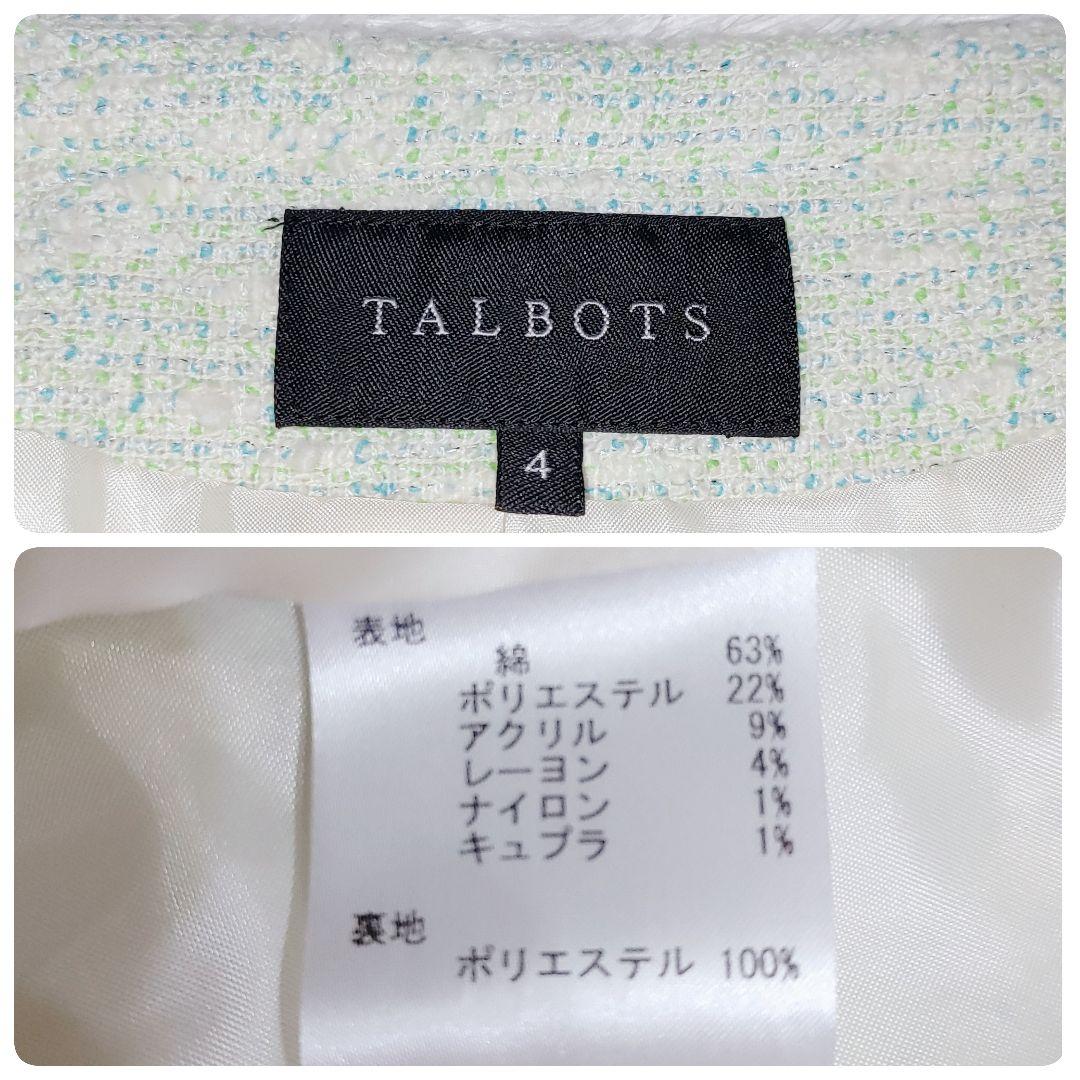 TALBOTS
4
表地
綿 63%
ポリエステル 22%
アクリル 9%
レーヨン 4%
ナイロン 1%
キュプラ 1%
裏地
ポリエステル 100%